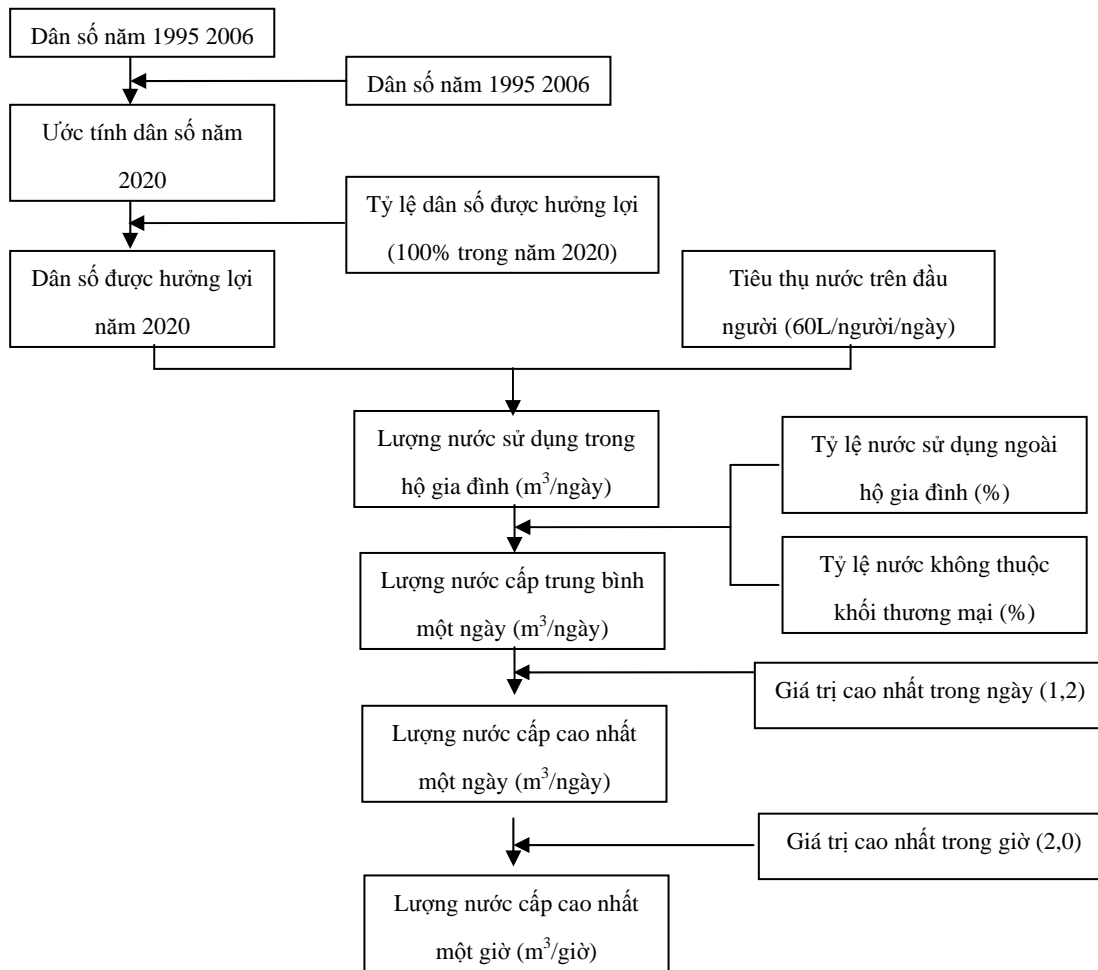 Dân số năm 1995 2006
Dân số năm 1995 2006
Ước tính dân số năm
2020
Tỷ lệ dân số được hưởng lợi
(100% trong năm 2020)
Dân số được hưởng lợi
năm 2020
Tiêu thụ nước trên đầu
người (60L/người/ngày)
Lượng nước sử dụng trong
hộ gia đình (m³/ngày)
Tỷ lệ nước sử dụng ngoài
hộ gia đình (%)
Lượng nước cấp trung bình
một ngày (m³/ngày)
Tỷ lệ nước không thuộc
khối thương mại (%)
Giá trị cao nhất trong ngày (1,2)
Lượng nước cấp cao nhất
một ngày (m³/ngày)
Giá trị cao nhất trong giờ (2,0)
Lượng nước cấp cao nhất
một giờ (m³/giờ)